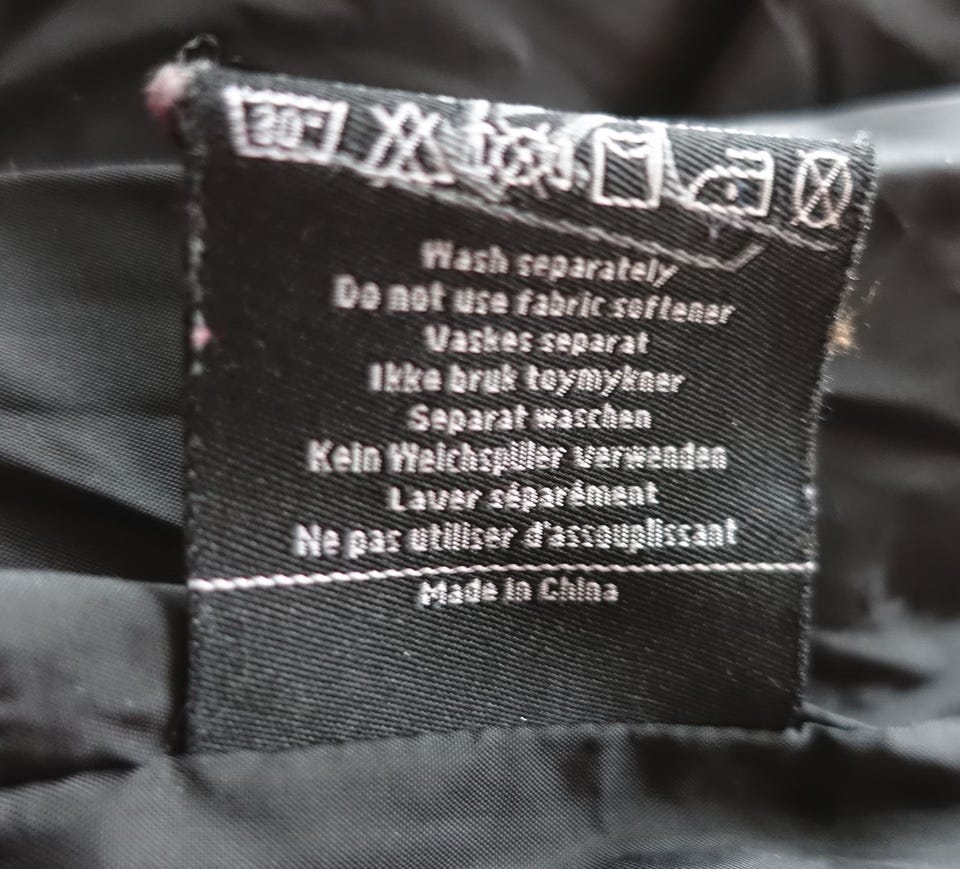 30°
Wash separately
Do not use fabric softener
Vaskes separat
Ikke bruk tøymykner
Separat waschen
Kein Weichspüler verwenden
Laver séparément
Ne pas utiliser d'assouplissant
Made in China